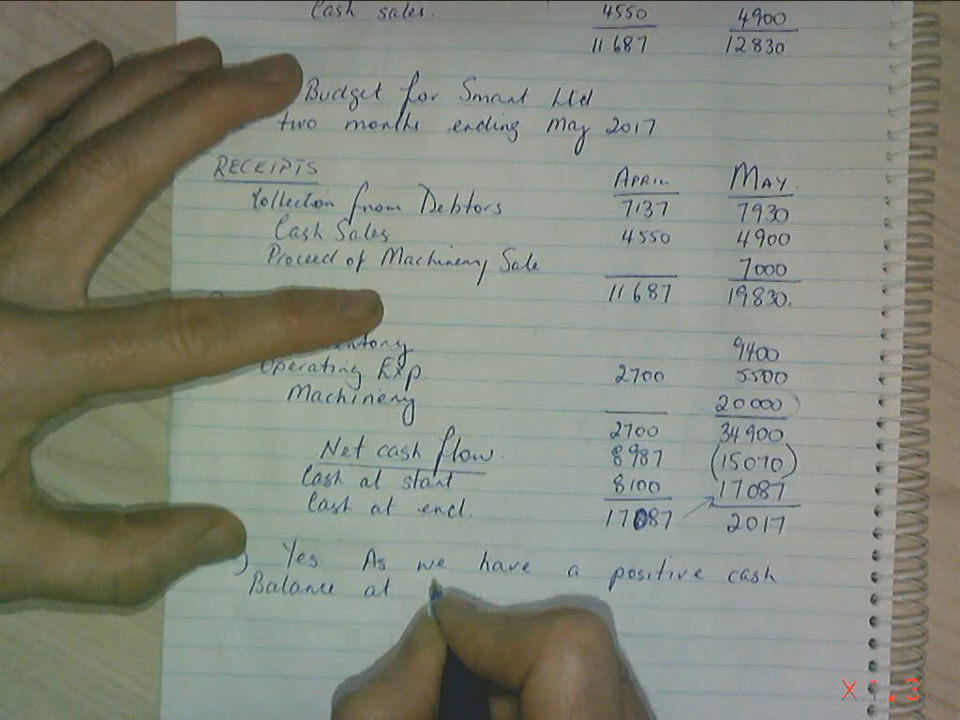 Cash sales. 4550 4900
11687 12830
Budget for Smart Ltd
two months ending May 2017
RECEIPTS APRIL MAY.
Collection from Debtors 7137 7930
Cash Sales 4550 4900
Proceed of Machinery Sale 7000
11687 19830.
9400
Operating Exp. 2700 5500
Machinery 20000
2700 34900
Net cash flow. 8987 (15070)
Cash at start 8100 17087
Cash at end. 17087 2017
) Yes As we have a positive cash
Balance at
X1.3